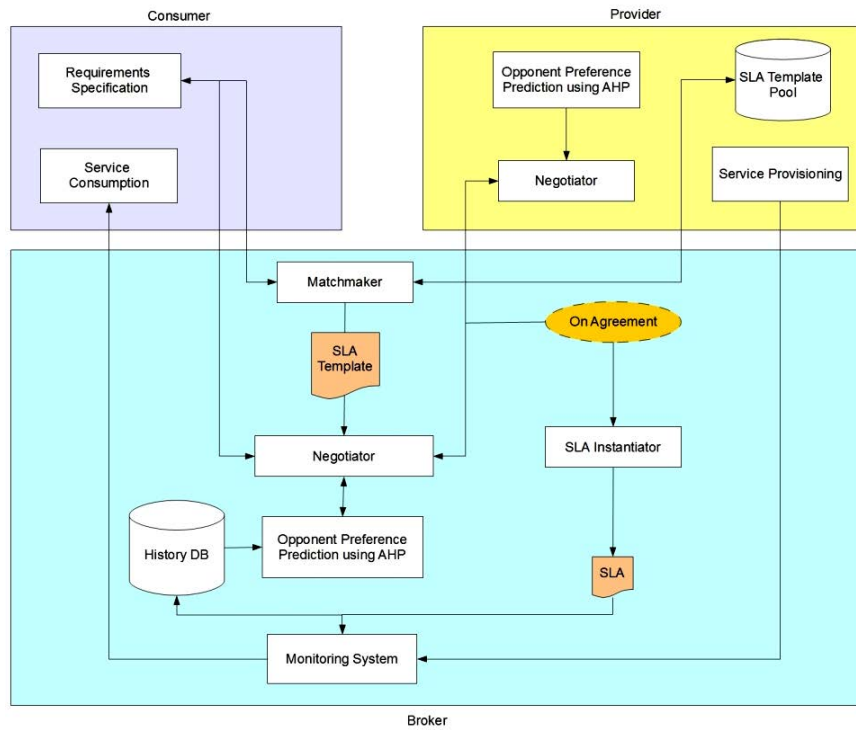 Consumer
Provider
Requirements
Specification
Opponent Preference
Prediction using AHP
SLA Template
Pool
Service
Consumption
Negotiator
Service Provisioning
Matchmaker
On Agreement
SLA
Template
Negotiator
SLA Instantiator
History DB
Opponent Preference
Prediction using AHP
SLA
Monitoring System
Broker